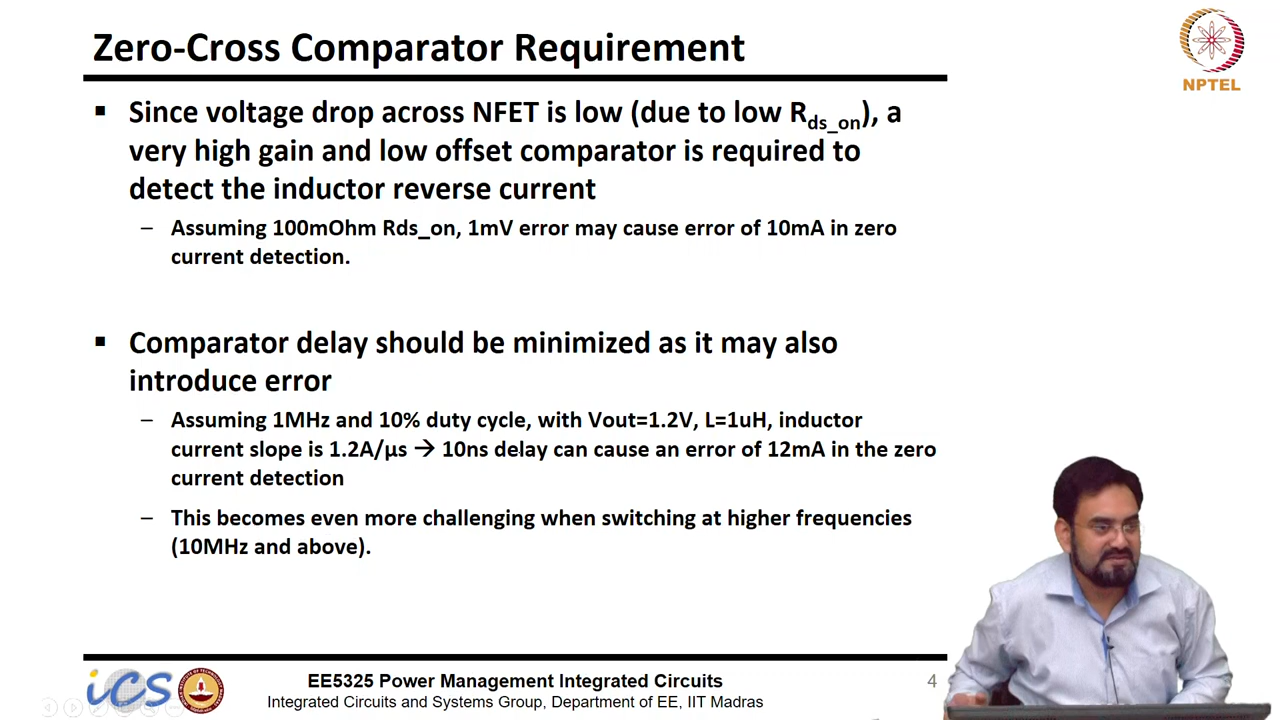 Zero-Cross Comparator Requirement
NPTEL
▪ Since voltage drop across NFET is low (due to low Rds_on), a
very high gain and low offset comparator is required to
detect the inductor reverse current
– Assuming 100mOhm Rds_on, 1mV error may cause error of 10mA in zero
current detection.
▪ Comparator delay should be minimized as it may also
introduce error
– Assuming 1MHz and 10% duty cycle, with Vout=1.2V, L=1uH, inductor
current slope is 1.2A/µs → 10ns delay can cause an error of 12mA in the zero
current detection
– This becomes even more challenging when switching at higher frequencies
(10MHz and above).
ics
EE5325 Power Management Integrated Circuits
Integrated Circuits and Systems Group, Department of EE, IIT Madras
4